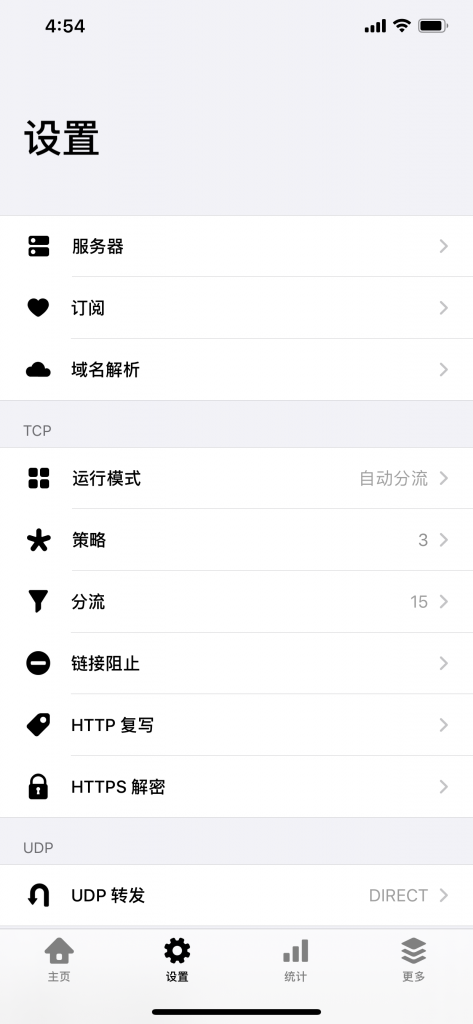 4:54
设置
服务器
订阅
域名解析
TCP
运行模式 自动分流
策略 3
分流 15
链接阻止
HTTP 复写
HTTPS 解密
UDP
UDP 转发 DIRECT
主页 设置 统计 更多